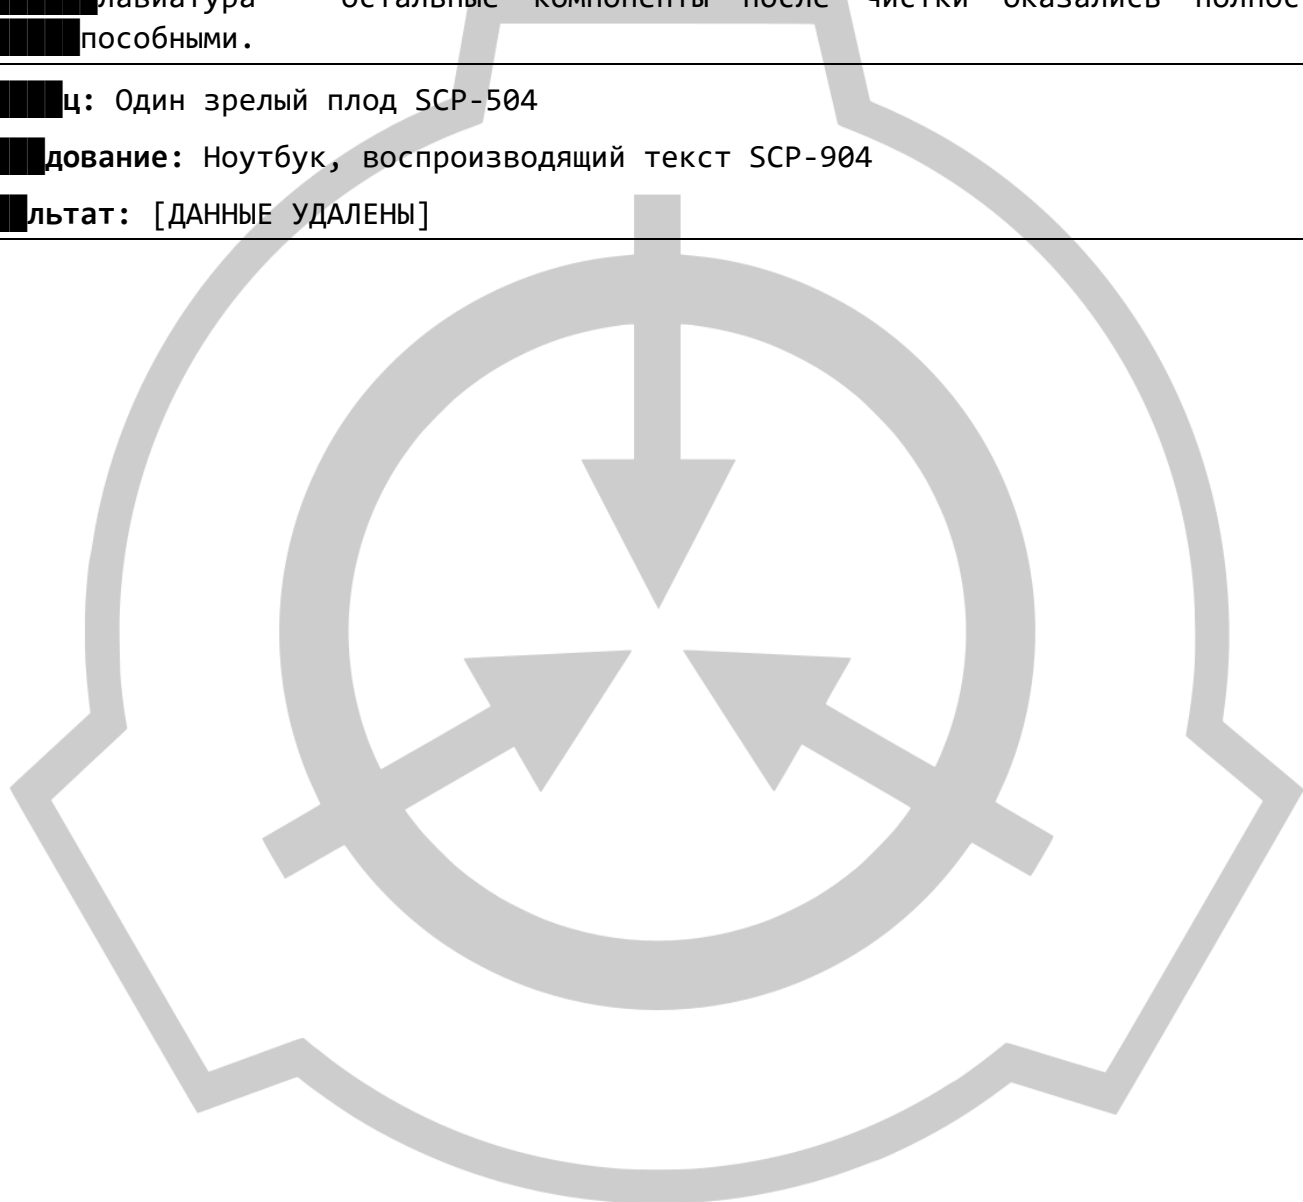 лавиатура – остальные компоненты после чистки оказались полнос
пособными.
ц: Один зрелый плод SCP-504
дование: Ноутбук, воспроизводящий текст SCP-904
льтат: [ДАННЫЕ УДАЛЕНЫ]